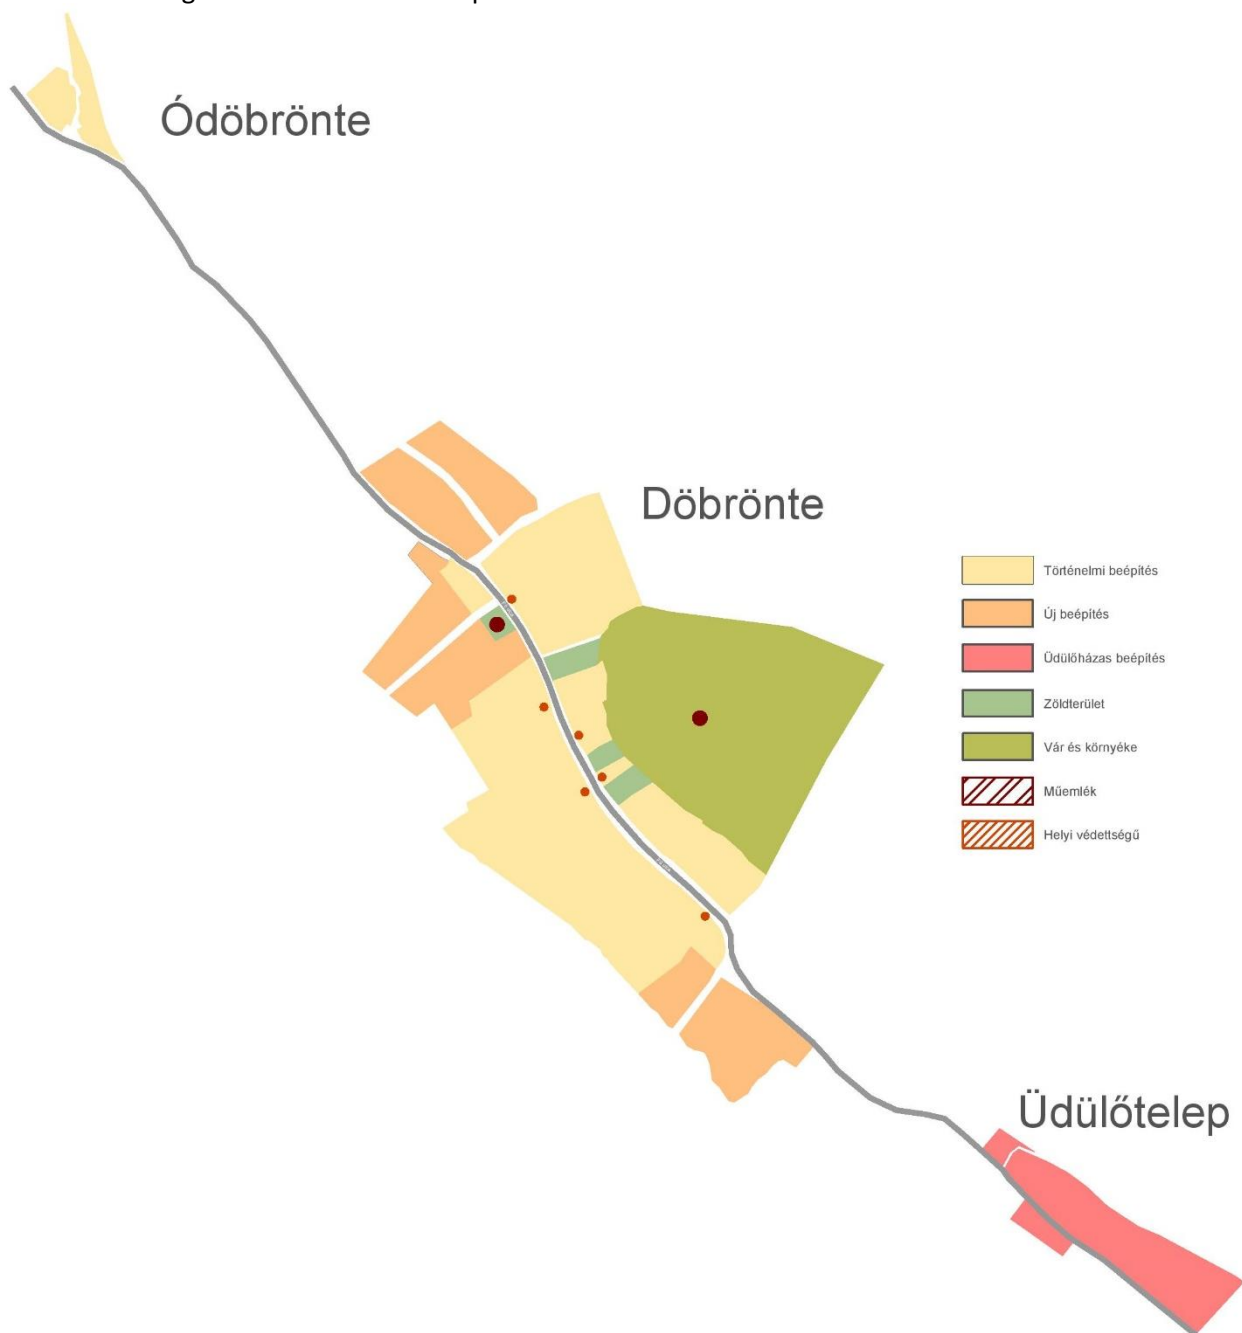 Ódöbrönte
Döbrönte
Történelmi beépítés
Új beépítés
Üdülőházas beépítés
Zöldterület
Vár és környéke
Műemlék
Helyi védettségű
Üdülőtelep